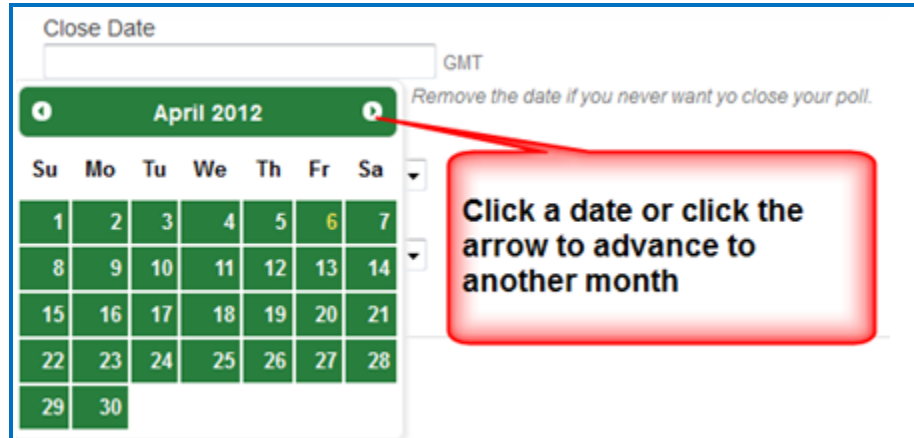 Close Date
GMT
Remove the date if you never want yo close your poll.
April 2012
Su Mo Tu We Th Fr Sa
1 2 3 4 5 6 7
8 9 10 11 12 13 14
15 16 17 18 19 20 21
22 23 24 25 26 27 28
29 30
Click a date or click the
arrow to advance to
another month